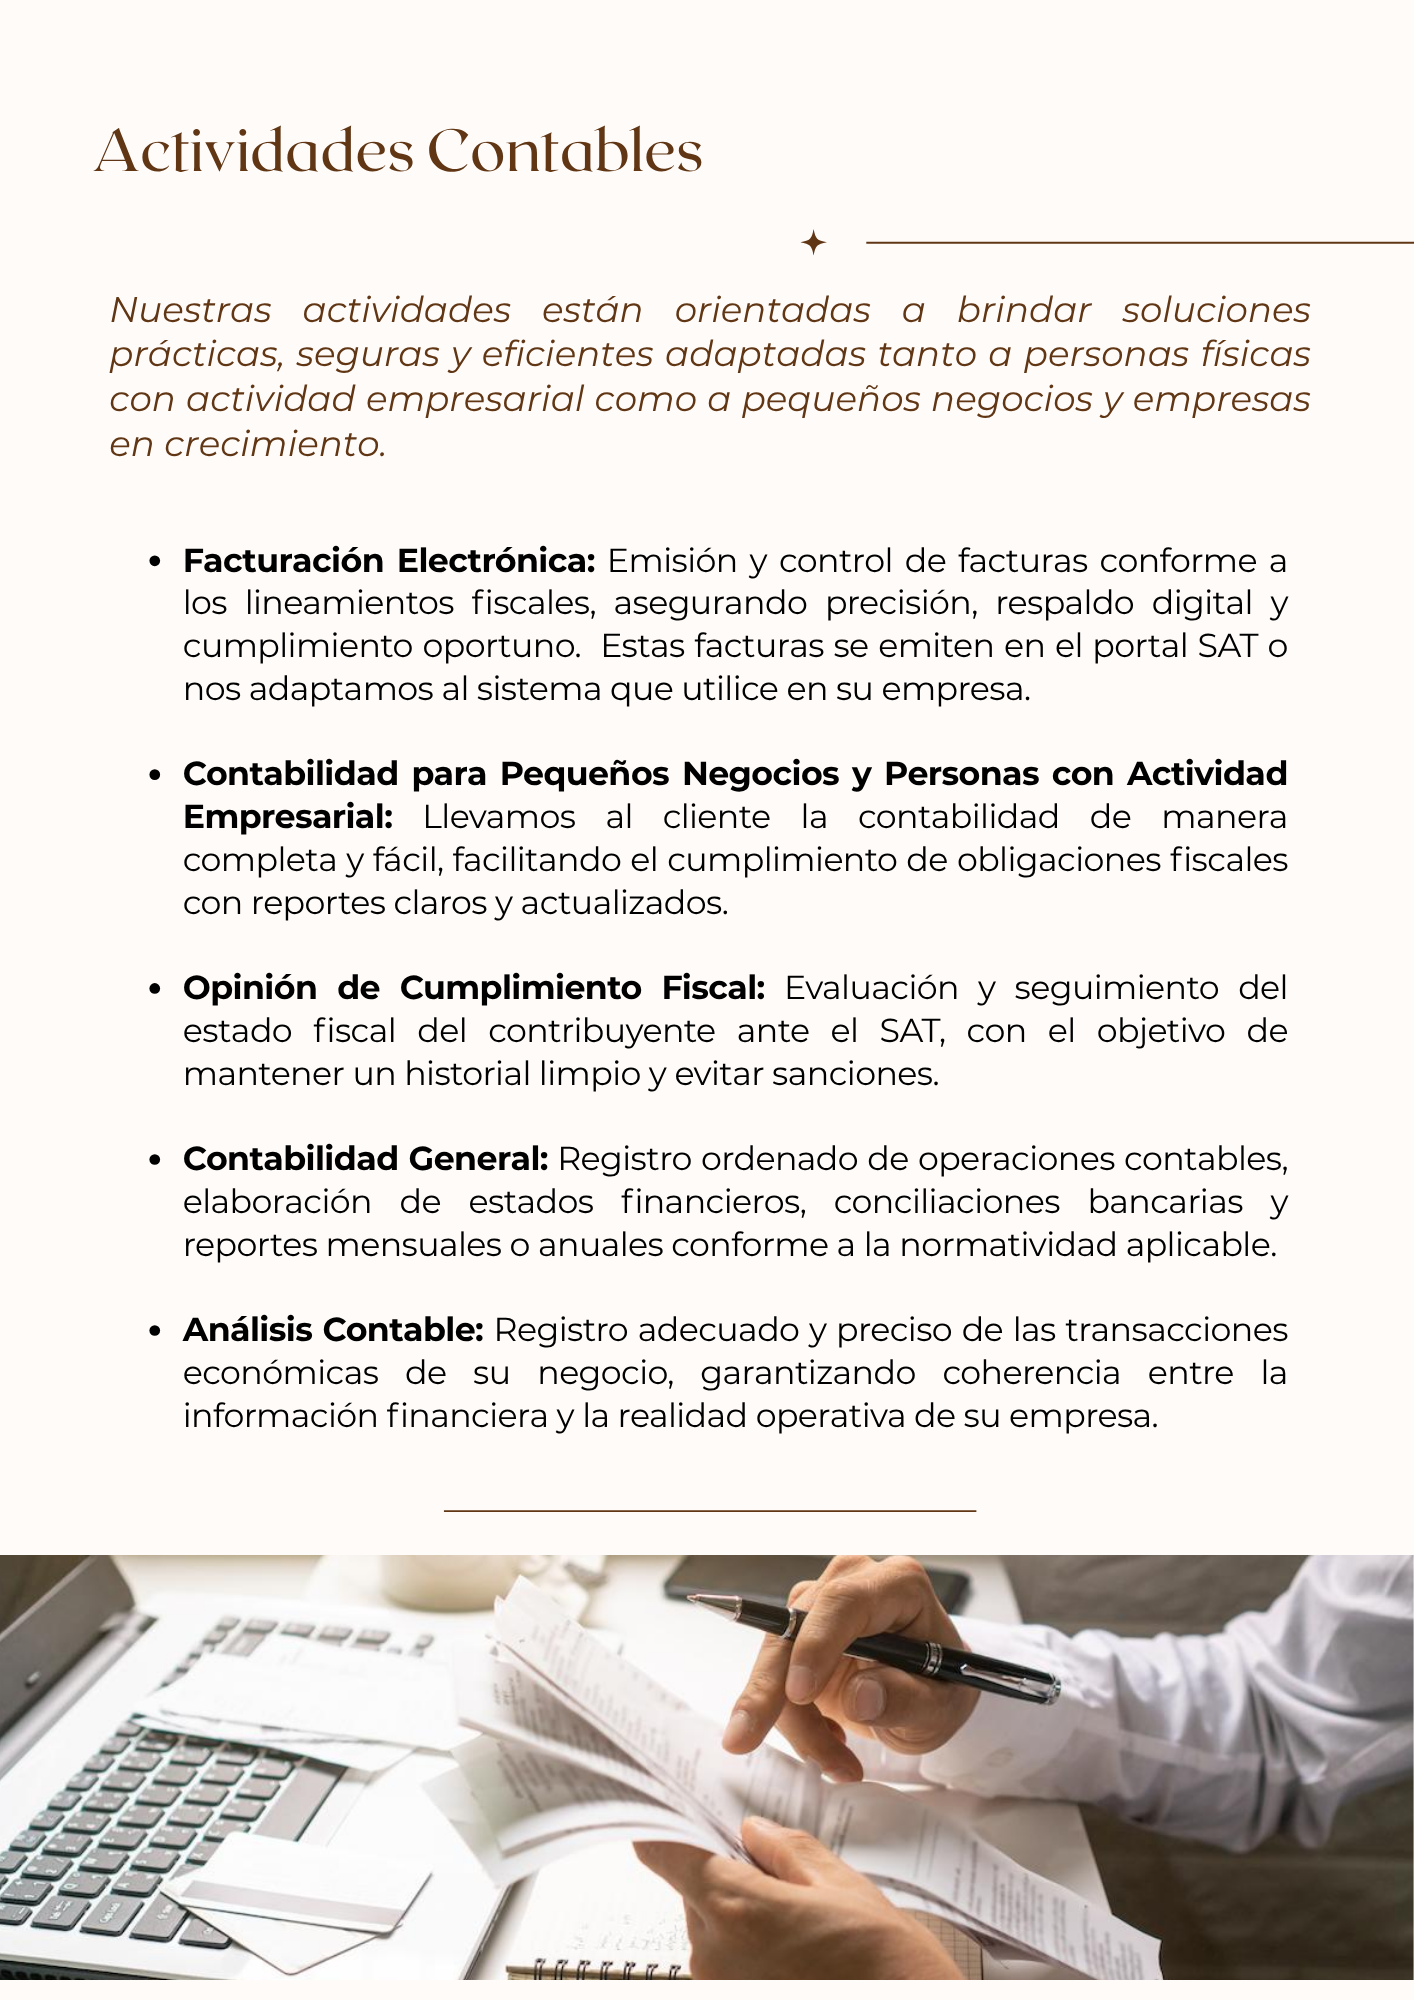 Actividades Contables
Nuestras actividades están orientadas a brindar soluciones
prácticas, seguras y eficientes adaptadas tanto a personas físicas
con actividad empresarial como a pequeños negocios y empresas
en crecimiento.
• Facturación Electrónica: Emisión y control de facturas conforme a
los lineamientos fiscales, asegurando precisión, respaldo digital y
cumplimiento oportuno.  Estas facturas se emiten en el portal SAT o
nos adaptamos al sistema que utilice en su empresa.
• Contabilidad para Pequeños Negocios y Personas con Actividad
Empresarial: Llevamos al cliente la contabilidad de manera
completa y fácil, facilitando el cumplimiento de obligaciones fiscales
con reportes claros y actualizados.
• Opinión de Cumplimiento Fiscal: Evaluación y seguimiento del
estado fiscal del contribuyente ante el SAT, con el objetivo de
mantener un historial limpio y evitar sanciones.
• Contabilidad General: Registro ordenado de operaciones contables,
elaboración de estados financieros, conciliaciones bancarias y
reportes mensuales o anuales conforme a la normatividad aplicable.
• Análisis Contable: Registro adecuado y preciso de las transacciones
económicas de su negocio, garantizando coherencia entre la
información financiera y la realidad operativa de su empresa.